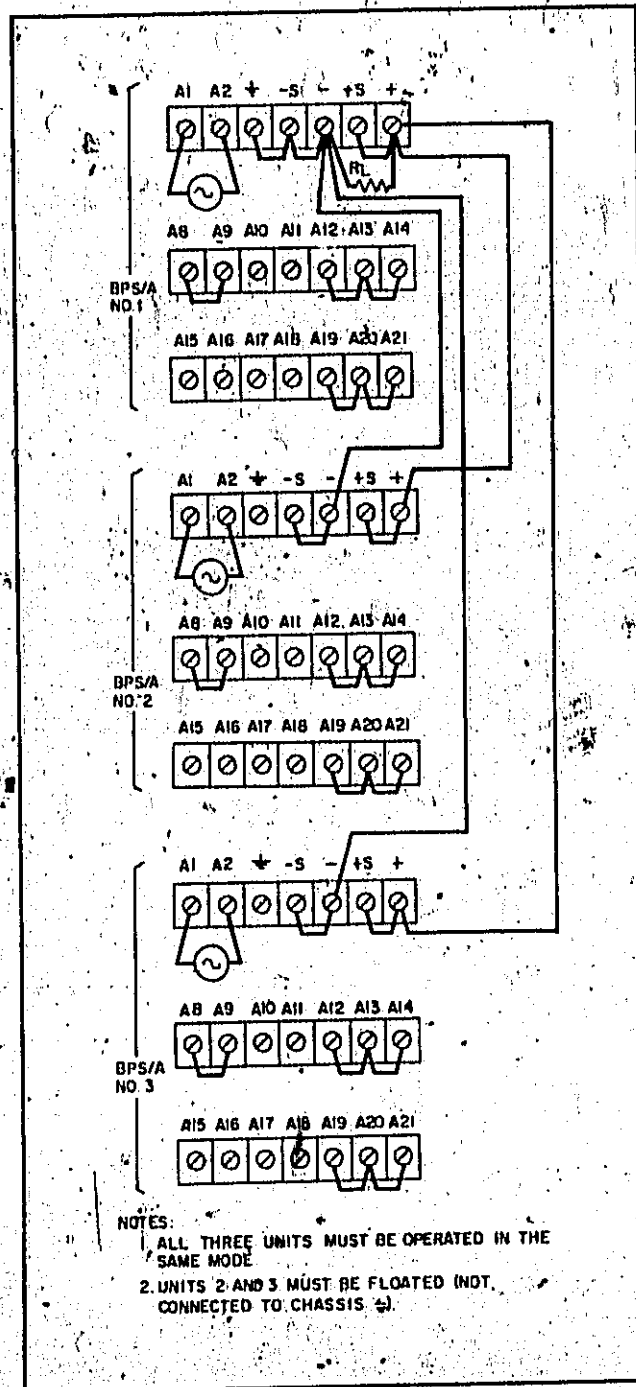 A1 A2 ⏚ -S - +S +
RL
A8 A9 A10 A11 A12 A13 A14
BPS/A
NO. 1
A15 A16 A17 A18 A19 A20 A21
A1 A2 ⏚ -S - +S +
A8 A9 A10 A11 A12 A13 A14
BPS/A
NO. 2
A15 A16 A17 A18 A19 A20 A21
A1 A2 ⏚ -S - +S +
A8 A9 A10 A11 A12 A13 A14
BPS/A
NO. 3
A15 A16 A17 A18 A19 A20 A21
NOTES:
1. ALL THREE UNITS MUST BE OPERATED IN THE
SAME MODE
2. UNITS 2 AND 3 MUST BE FLOATED (NOT
CONNECTED TO CHASSIS ⏚).